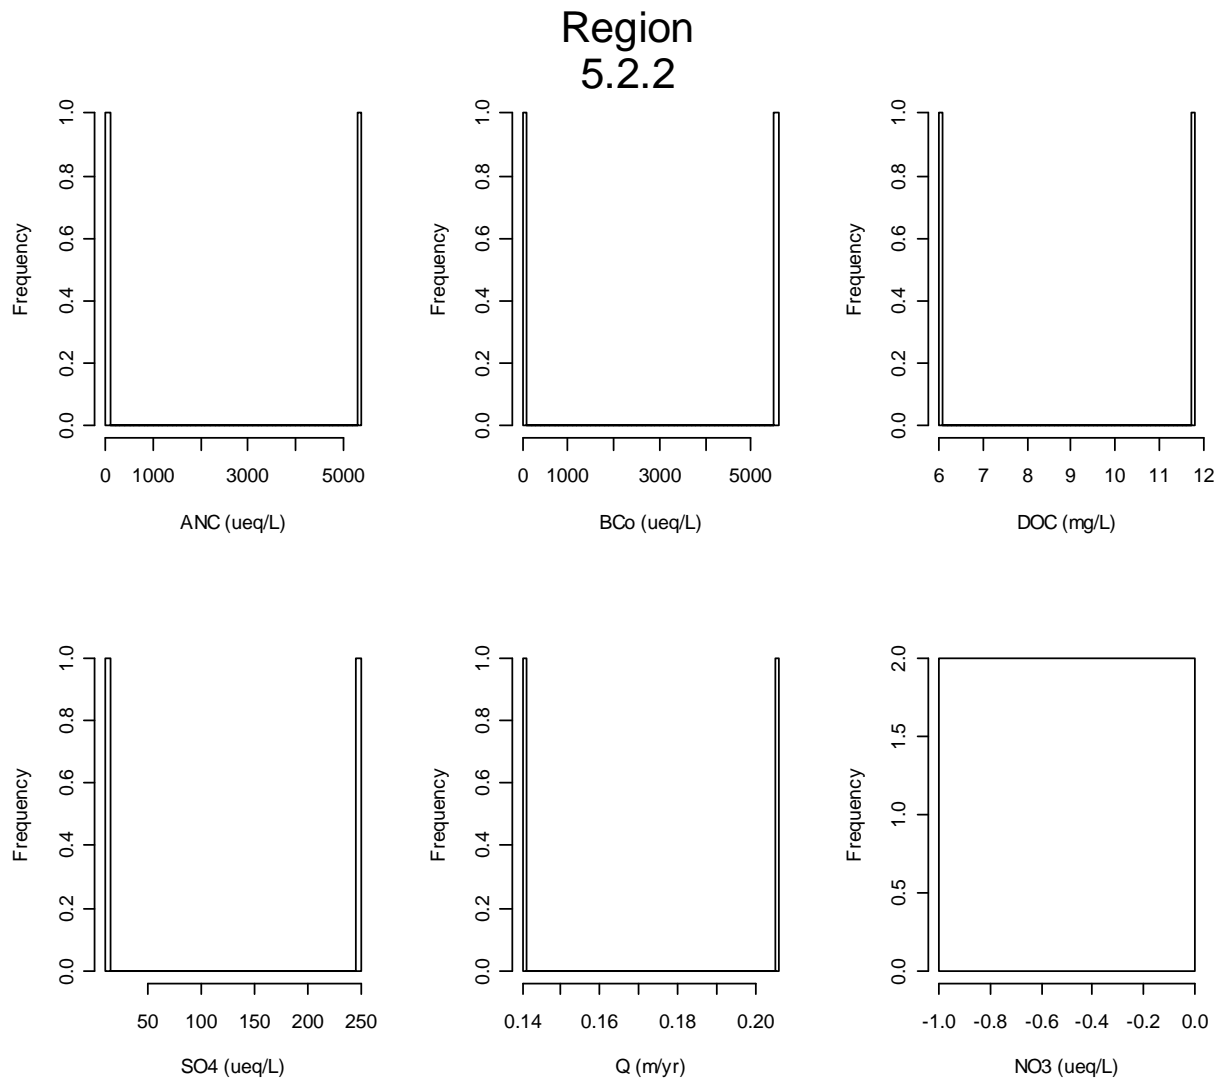 Region
5.2.2
1.0
0.8
0.6
0.4
0.2
0.0
Frequency
0 1000 3000 5000
ANC (ueq/L)
1.0
0.8
0.6
0.4
0.2
0.0
Frequency
0 1000 3000 5000
BCo (ueq/L)
1.0
0.8
0.6
0.4
0.2
0.0
Frequency
6 7 8 9 10 11 12
DOC (mg/L)
1.0
0.8
0.6
0.4
0.2
0.0
Frequency
50 100 150 200 250
SO4 (ueq/L)
1.0
0.8
0.6
0.4
0.2
0.0
Frequency
0.14 0.16 0.18 0.20
Q (m/yr)
2.0
1.5
1.0
0.5
0.0
Frequency
-1.0 -0.8 -0.6 -0.4 -0.2 0.0
NO3 (ueq/L)